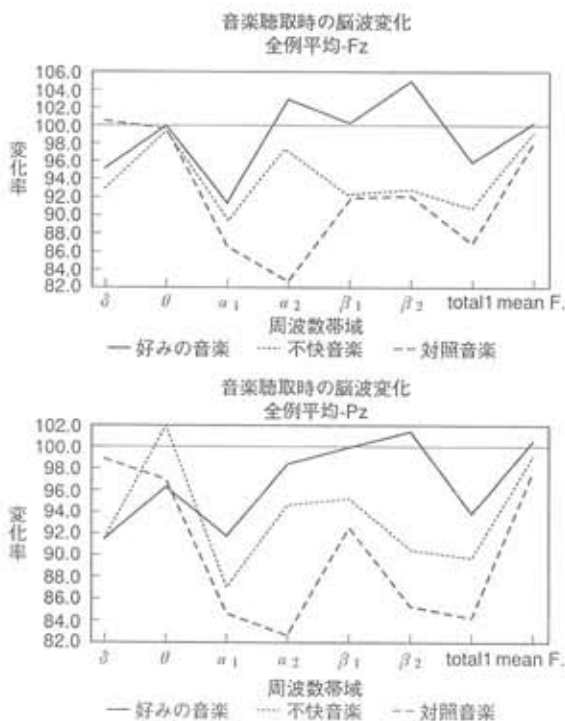 音楽聴取時の脳波変化
全例平均-Fz
変化率
106.0
104.0
102.0
100.0
98.0
96.0
94.0
92.0
90.0
88.0
86.0
84.0
82.0
δ θ α1 α2 β1 β2 total1 mean F.
周波数帯域
好みの音楽 不快音楽 対照音楽
音楽聴取時の脳波変化
全例平均-Pz
変化率
102.0
100.0
98.0
96.0
94.0
92.0
90.0
88.0
86.0
84.0
82.0
δ θ α1 α2 β1 β2 total1 mean F.
周波数帯域
好みの音楽 不快音楽 対照音楽